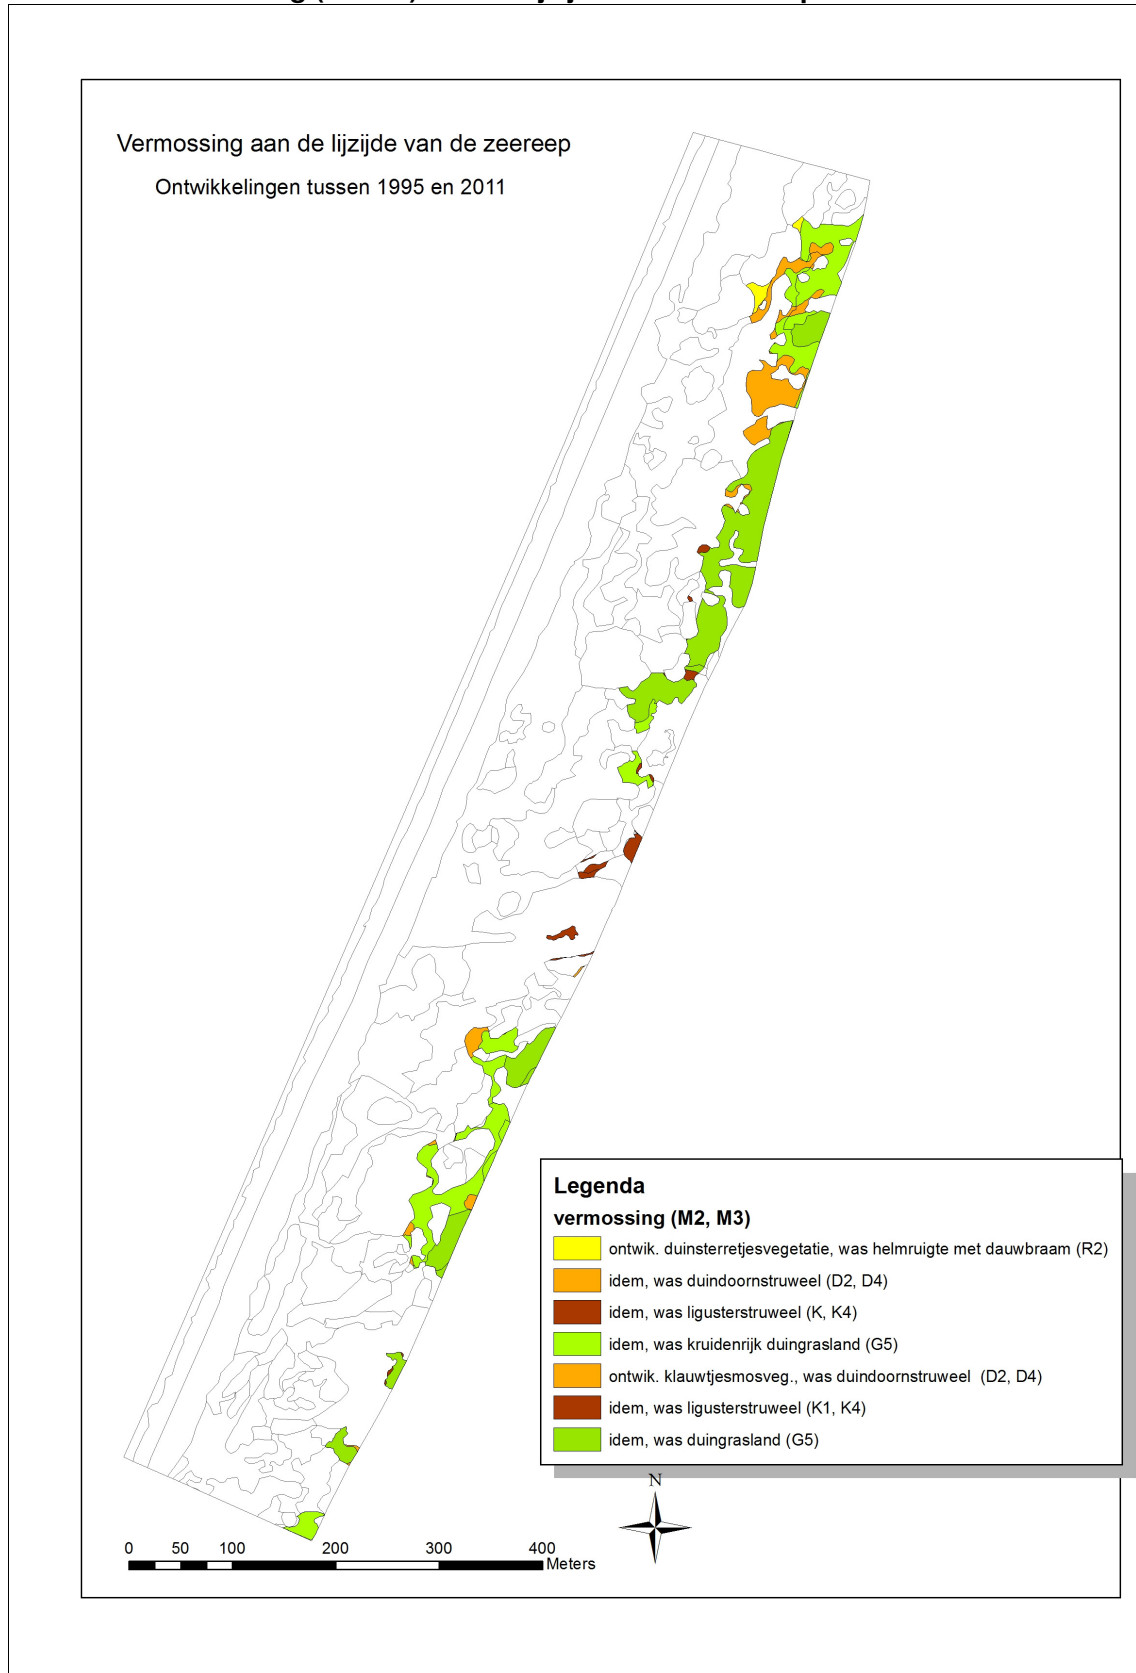 Vermossing aan de lijzijde van de zeereep
Ontwikkelingen tussen 1995 en 2011
Legenda
vermossing (M2, M3)
ontwik. duinsterretjesvegetatie, was helmruigte met dauwbraam (R2)
idem, was duindoornstruweel (D2, D4)
idem, was ligusterstruweel (K, K4)
idem, was kruidenrijk duingrasland (G5)
ontwik. klauwtjesmosveg., was duindoornstruweel (D2, D4)
idem, was ligusterstruweel (K1, K4)
idem, was duingrasland (G5)
N
0 50 100 200 300 400
Meters